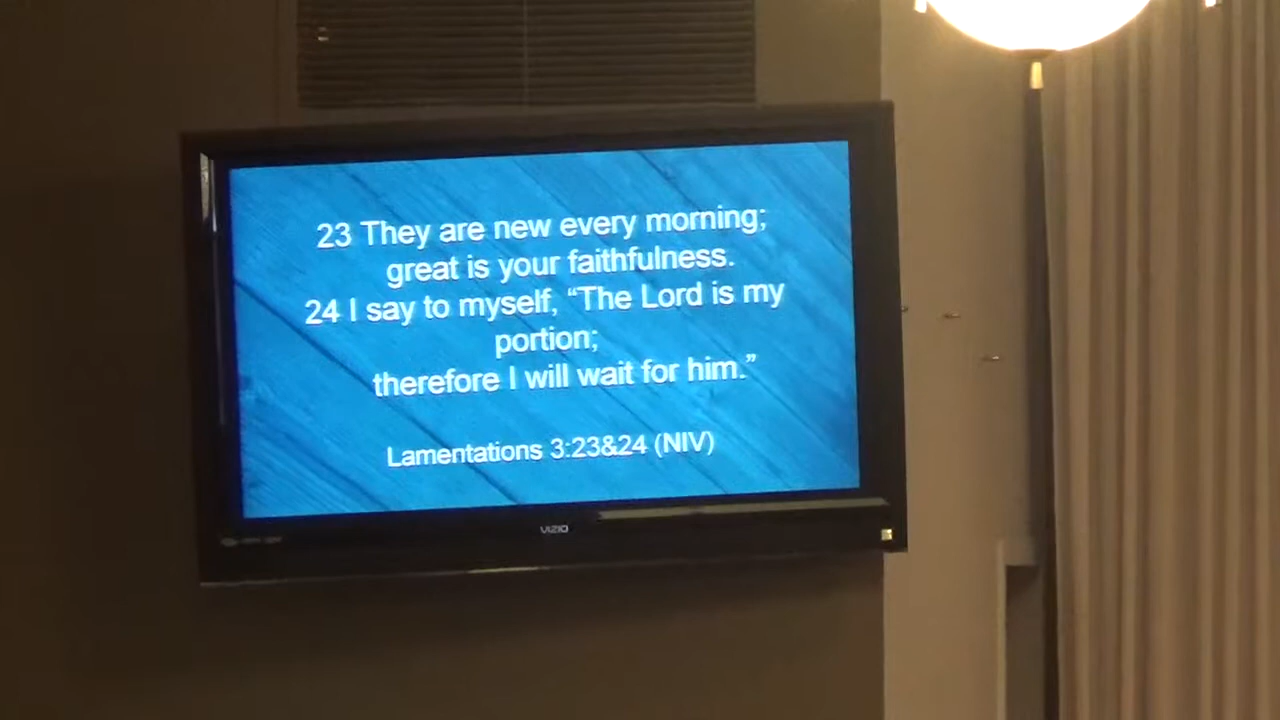 23 They are new every morning;
great is your faithfulness.
24 I say to myself, “The Lord is my
portion;
therefore I will wait for him.”
Lamentations 3:23&24 (NIV)
VIZIO